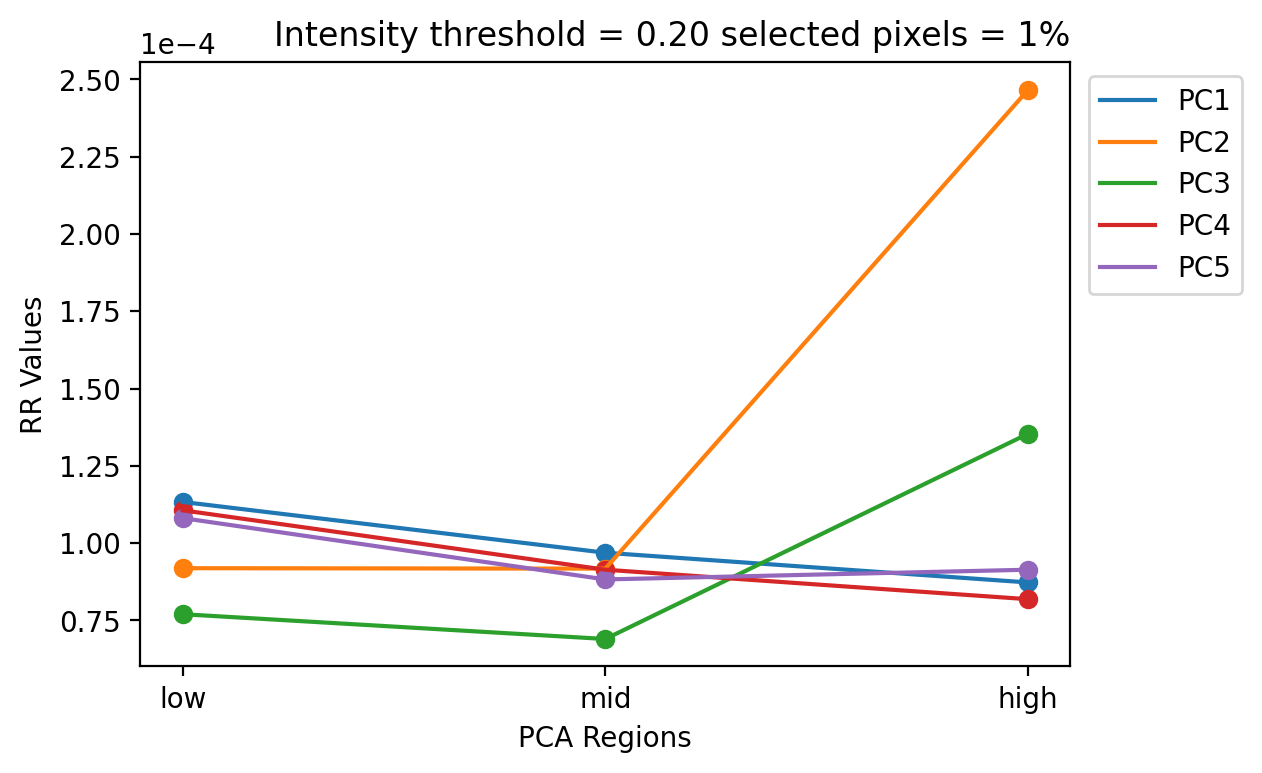 Intensity threshold = 0.20 selected pixels = 1%
1e−4
2.50
2.25
2.00
1.75
1.50
1.25
1.00
0.75
RR Values
low
mid
high
PCA Regions
PC1
PC2
PC3
PC4
PC5